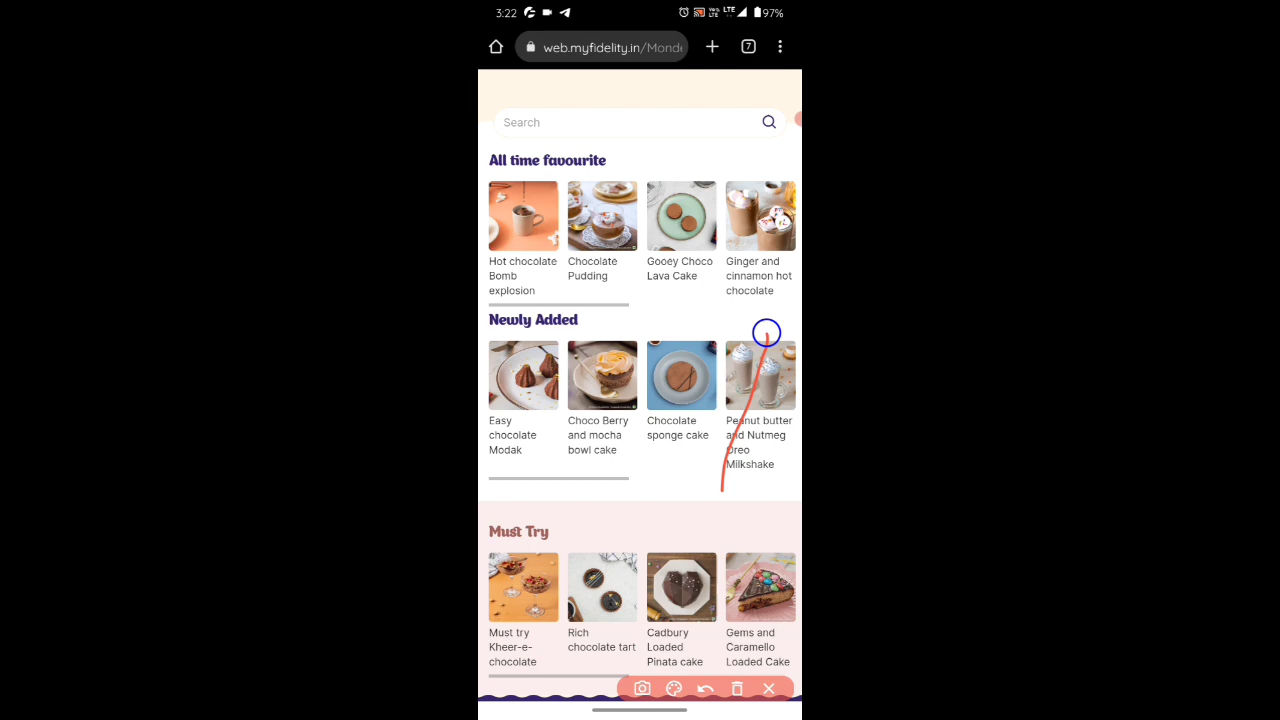 3:22
VoLTE LTE
97%
web.myfidelity.in/Monde
7
Search
All time favourite
Hot chocolate Bomb explosion
Chocolate Pudding
Gooey Choco Lava Cake
Ginger and cinnamon hot chocolate
Newly Added
Easy chocolate Modak
Choco Berry and mocha bowl cake
Chocolate sponge cake
Peanut butter and Nutmeg Oreo Milkshake
Must Try
Must try Kheer-e-chocolate
Rich chocolate tart
Cadbury Loaded Pinata cake
Gems and Caramello Loaded Cake